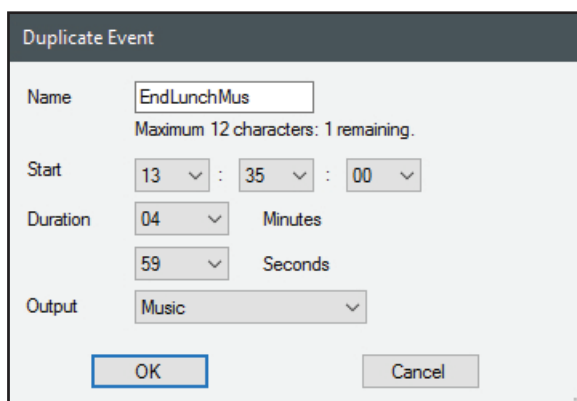 Duplicate Event
Name EndLunchMus
Maximum 12 characters: 1 remaining.
Start 13 : 35 : 00
Duration 04 Minutes
59 Seconds
Output Music
OK Cancel